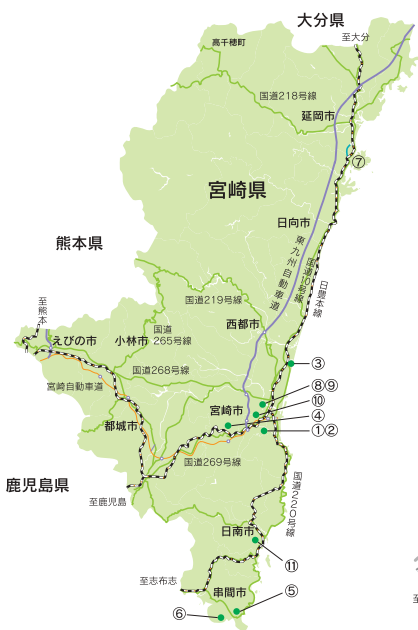 大分県
至大分
高千穂町
国道218号線
延岡市
⑦
宮崎県
日向市
熊本県
東九州自動車道
国道10号線
日豊本線
国道219号線
至熊本
西都市
国道
265号線
えびの市
小林市
③
国道268号線
宮崎自動車道
⑧⑨
⑩
宮崎市
④
都城市
①②
国道269号線
鹿児島県
至鹿児島
国道220号線
日南市
⑪
至志布志
串間市
⑤
⑥